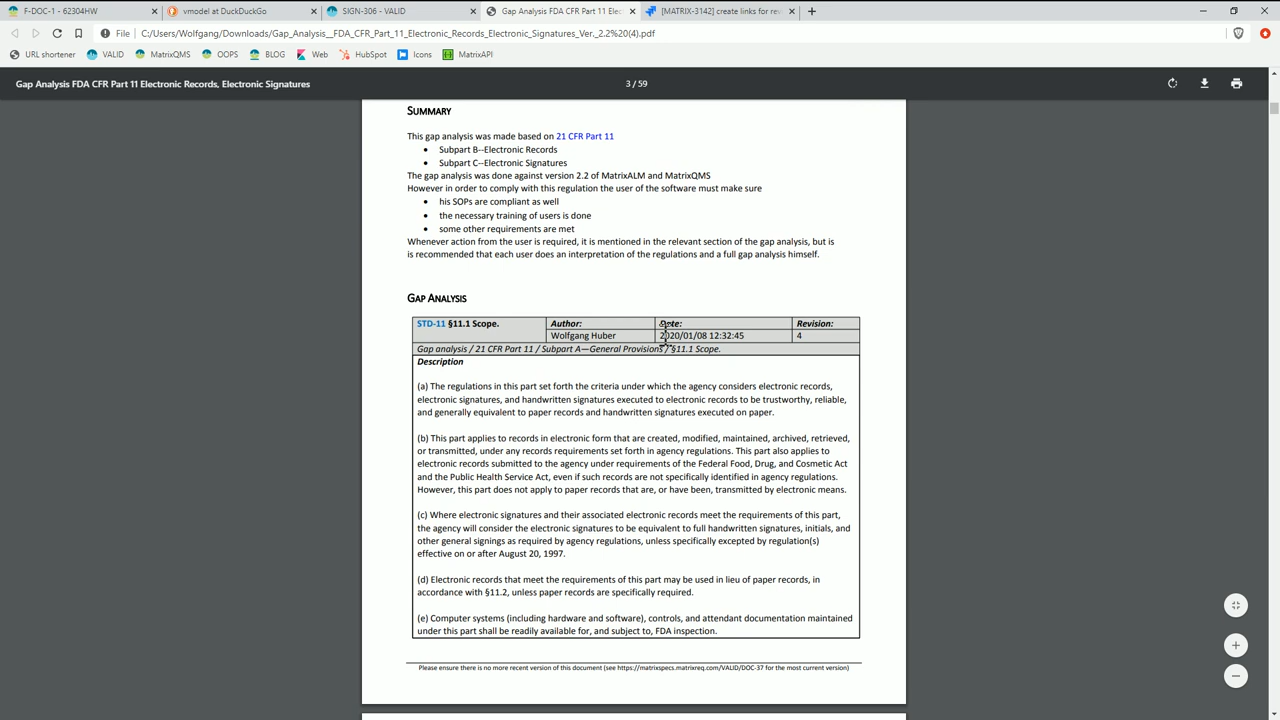 F-DOC-1 - 62304HW
vmodel at DuckDuckGo
SIGN-306 - VALID
Gap Analysis FDA CFR Part 11 Elec
[MATRIX-3142] create links for re
File
C:/Users/Wolfgang/Downloads/Gap_Analysis__FDA_CFR_Part_11_Electronic_Records_Electronic_Signatures_Ver._2.2%20(4).pdf
URL shortener
VALID
MatrixQMS
OOPS
BLOG
Web
HubSpot
Icons
MatrixAPI
Gap Analysis FDA CFR Part 11 Electronic Records, Electronic Signatures
3 / 59
SUMMARY
This gap analysis was made based on 21 CFR Part 11
• Subpart B--Electronic Records
• Subpart C--Electronic Signatures
The gap analysis was done against version 2.2 of MatrixALM and MatrixQMS
However in order to comply with this regulation the user of the software must make sure
• his SOPs are compliant as well
• the necessary training of users is done
• some other requirements are met
Whenever action from the user is required, it is mentioned in the relevant section of the gap analysis, but is
is recommended that each user does an interpretation of the regulations and a full gap analysis himself.
GAP ANALYSIS
STD-11 §11.1 Scope.
Author:
Date:
Revision:
Wolfgang Huber
2020/01/08 12:32:45
4
Gap analysis / 21 CFR Part 11 / Subpart A—General Provisions / §11.1 Scope.
Description
(a) The regulations in this part set forth the criteria under which the agency considers electronic records,
electronic signatures, and handwritten signatures executed to electronic records to be trustworthy, reliable,
and generally equivalent to paper records and handwritten signatures executed on paper.
(b) This part applies to records in electronic form that are created, modified, maintained, archived, retrieved,
or transmitted, under any records requirements set forth in agency regulations. This part also applies to
electronic records submitted to the agency under requirements of the Federal Food, Drug, and Cosmetic Act
and the Public Health Service Act, even if such records are not specifically identified in agency regulations.
However, this part does not apply to paper records that are, or have been, transmitted by electronic means.
(c) Where electronic signatures and their associated electronic records meet the requirements of this part,
the agency will consider the electronic signatures to be equivalent to full handwritten signatures, initials, and
other general signings as required by agency regulations, unless specifically excepted by regulation(s)
effective on or after August 20, 1997.
(d) Electronic records that meet the requirements of this part may be used in lieu of paper records, in
accordance with §11.2, unless paper records are specifically required.
(e) Computer systems (including hardware and software), controls, and attendant documentation maintained
under this part shall be readily available for, and subject to, FDA inspection.
Please ensure there is no more recent version of this document (see https://matrixspecs.matrixreq.com/VALID/DOC-37 for the most current version)